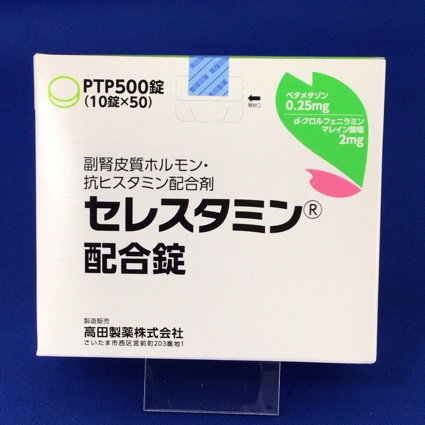 PTP500錠
(10錠×50)
開封口
ベタメタゾン
0.25mg
d-クロルフェニラミン
マレイン酸塩
2mg
副腎皮質ホルモン・
抗ヒスタミン配合剤
セレスタミン®
配合錠
製造販売
高田製薬株式会社
さいたま市西区宮前町203番地1